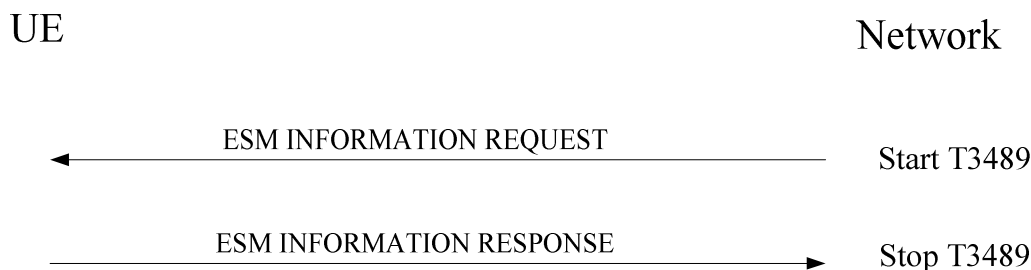 UE
Network
ESM INFORMATION REQUEST
Start T3489
ESM INFORMATION RESPONSE
Stop T3489